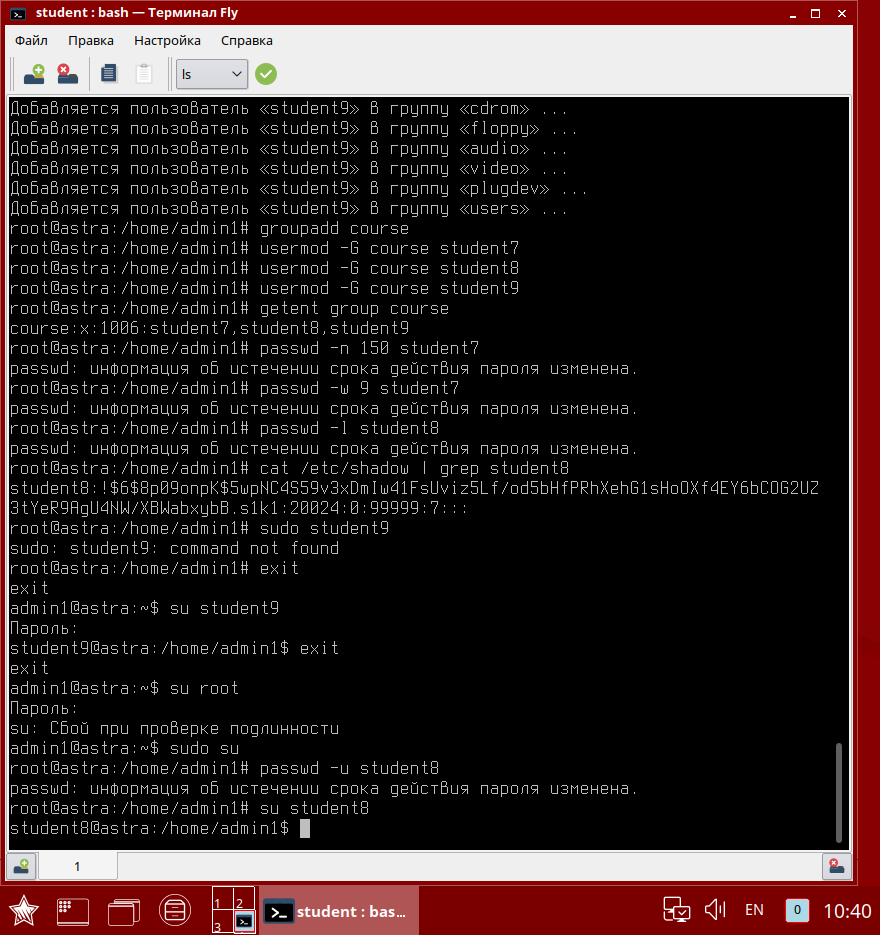 student : bash — Терминал Fly
Файл Правка Настройка Справка
ls
Добавляется пользователь «student9» в группу «cdrom» ...
Добавляется пользователь «student9» в группу «floppy» ...
Добавляется пользователь «student9» в группу «audio» ...
Добавляется пользователь «student9» в группу «video» ...
Добавляется пользователь «student9» в группу «plugdev» ...
Добавляется пользователь «student9» в группу «users» ...
root@astra:/home/admin1# groupadd course
root@astra:/home/admin1# usermod -G course student7
root@astra:/home/admin1# usermod -G course student8
root@astra:/home/admin1# usermod -G course student9
root@astra:/home/admin1# getent group course
course:x:1006:student7,student8,student9
root@astra:/home/admin1# passwd -n 150 student7
passwd: информация об истечении срока действия пароля изменена.
root@astra:/home/admin1# passwd -w 9 student7
passwd: информация об истечении срока действия пароля изменена.
root@astra:/home/admin1# passwd -l student8
passwd: информация об истечении срока действия пароля изменена.
root@astra:/home/admin1# cat /etc/shadow | grep student8
student8:!$6$8p09onpK$5wpNC4S59v3xDmIw41FsUviz5Lf/od5bHfPRhXehG1sHoOXf4EY6bCOG2UZ
3tYeR9AgU4NW/XBWabxybB.s1k1:20024:0:99999:7:::
root@astra:/home/admin1# sudo student9
sudo: student9: command not found
root@astra:/home/admin1# exit
exit
admin1@astra:~$ su student9
Пароль:
student9@astra:/home/admin1$ exit
exit
admin1@astra:~$ su root
Пароль:
su: Сбой при проверке подлинности
admin1@astra:~$ sudo su
root@astra:/home/admin1# passwd -u student8
passwd: информация об истечении срока действия пароля изменена.
root@astra:/home/admin1# su student8
student8@astra:/home/admin1$
1
1 2
3
student : bas...
EN
0
10:40